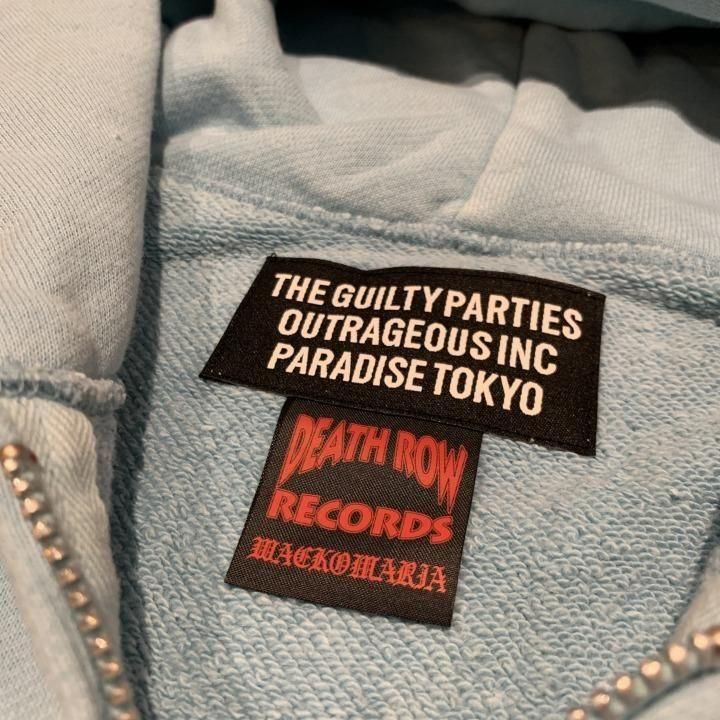 THE GUILTY PARTIES
OUTRAGEOUS INC
PARADISE TOKYO
DEATH ROW
RECORDS
WACKOMARIA